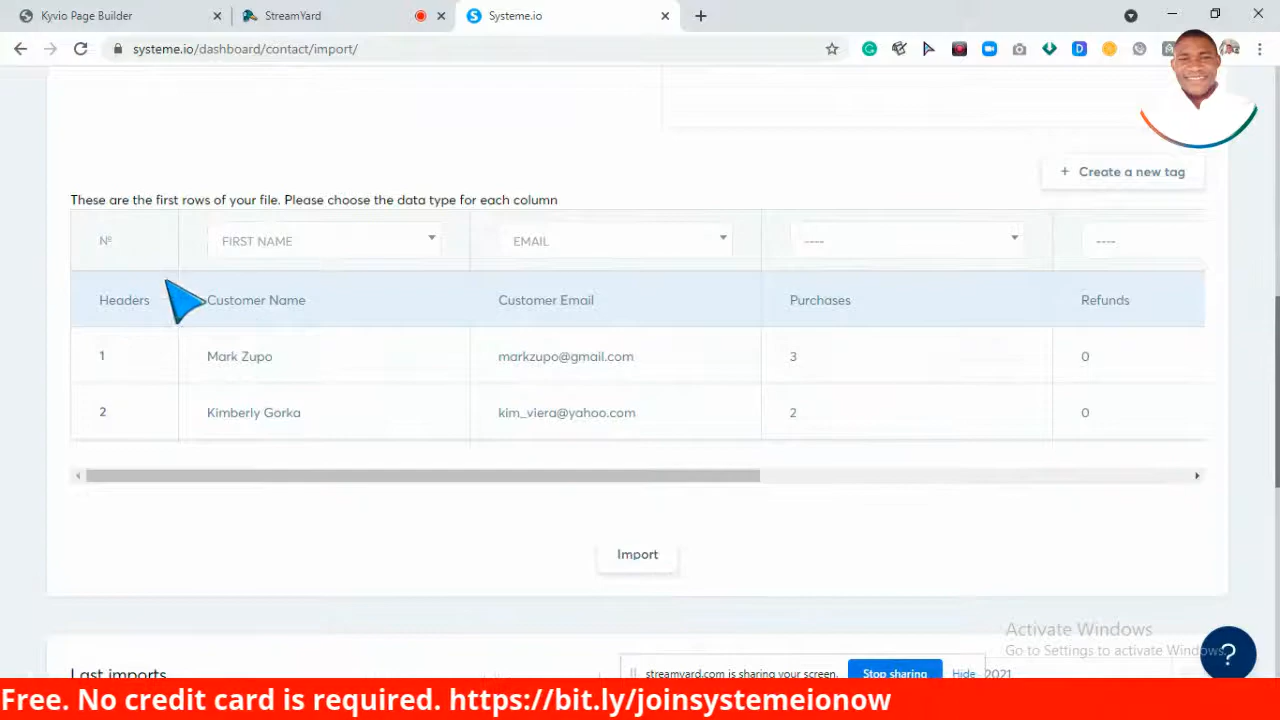 Kyvio Page Builder
StreamYard
Systeme.io
systeme.io/dashboard/contact/import/
+ Create a new tag
These are the first rows of your file. Please choose the data type for each column
Nº FIRST NAME EMAIL ---- ----
Headers Customer Name Customer Email Purchases Refunds
1 Mark Zupo markzupo@gmail.com 3 0
2 Kimberly Gorka kim_viera@yahoo.com 2 0
Import
Activate Windows
Go to Settings to activate Windows.
?
Last imports
streamyard.com is sharing your screen. Stop sharing Hide 2021
Free. No credit card is required. https://bit.ly/joinsystemeionow